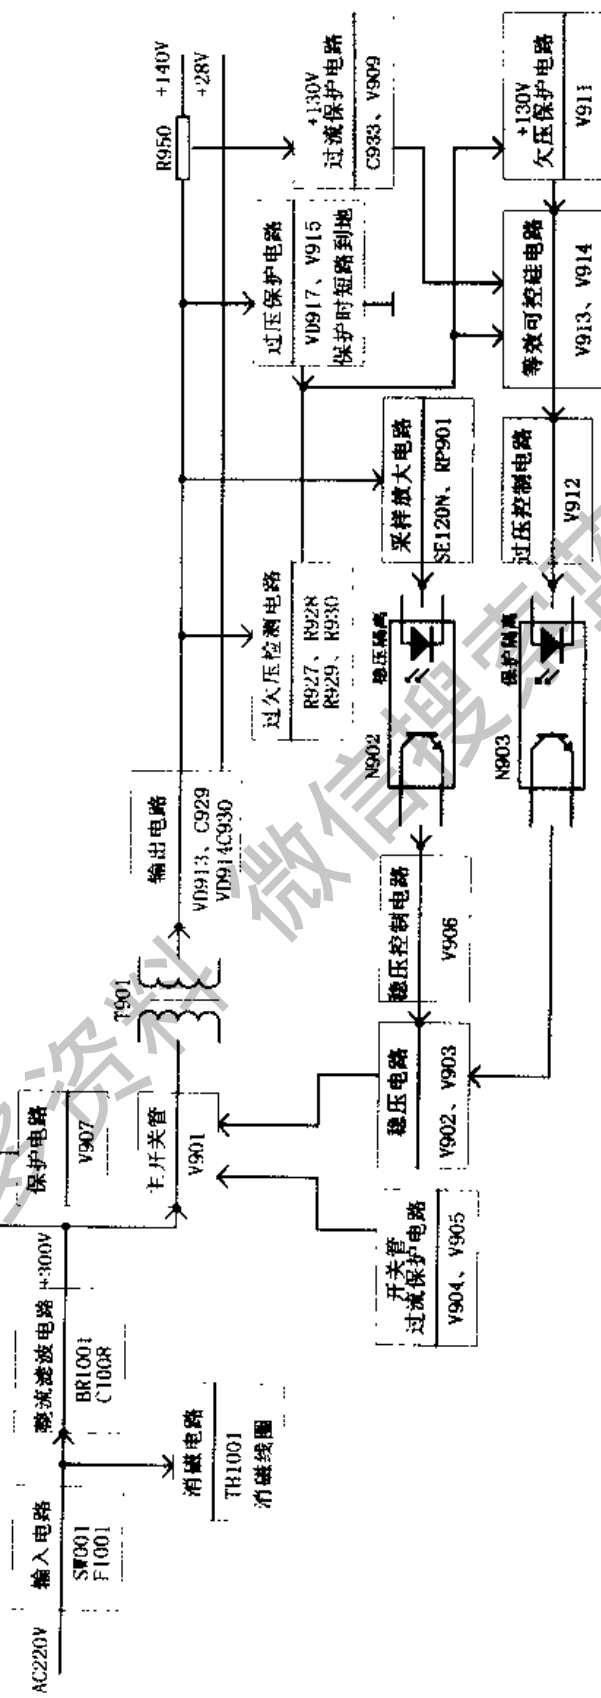 AC220V
输入电路
SW001
F1001
消磁电路
TH1001
消磁线圈
整流滤波电路
BR1001
C1008
+300V
保护电路
V907
主开关管
V901
开关管
过流保护电路
V904、V905
T901
稳压电路
V902、V903
稳压控制电路
V906
输出电路
VD913、C929
VD914C930
N902
稳压隔离
N903
保护隔离
过欠压检测电路
R927、R928
R929、R930
采样放大电路
SE120N、RP901
过压控制电路
V912
过压保护电路
VD917、V915
保护时短路到地
等效可控硅电路
V913、V914
R950
+140V
+28V
+130V
过流保护电路
C933、V909
+130V
欠压保护电路
V911
资料 微信搜索